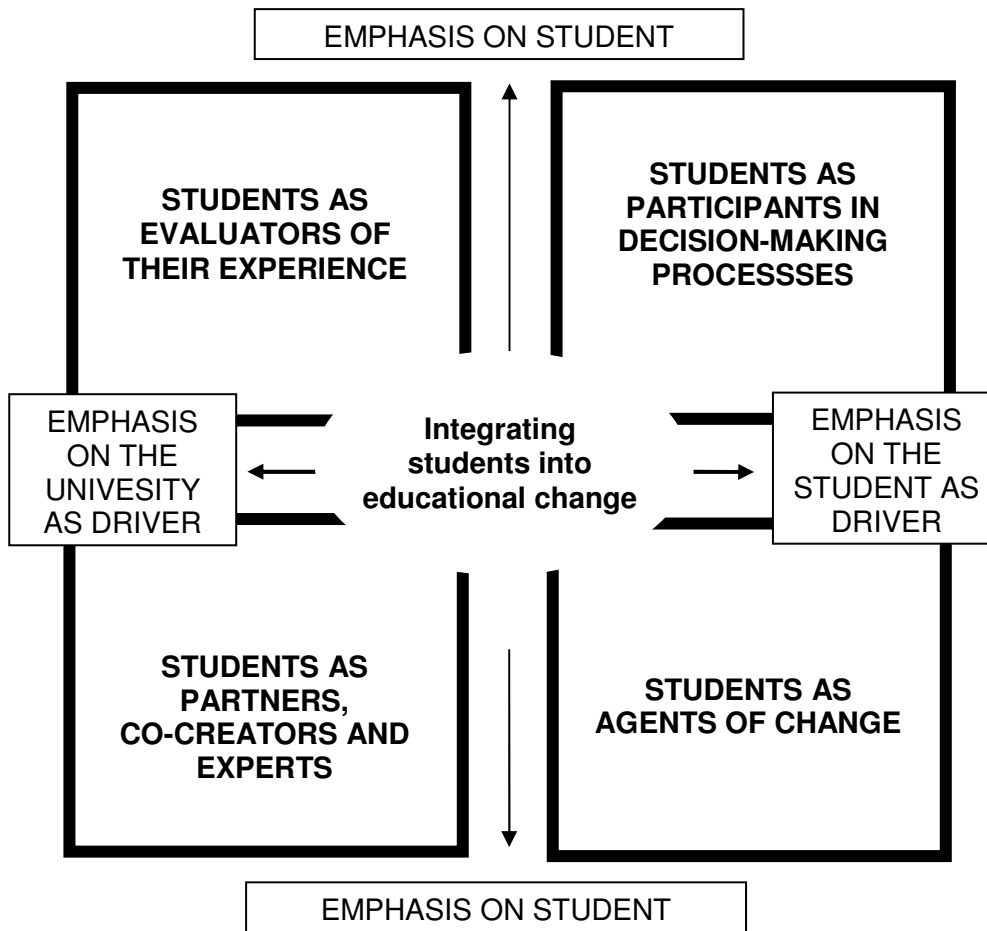 EMPHASIS ON STUDENT
STUDENTS AS
EVALUATORS OF
THEIR EXPERIENCE
STUDENTS AS
PARTICIPANTS IN
DECISION-MAKING
PROCESSSES
EMPHASIS
ON THE
UNIVESITY
AS DRIVER
Integrating
students into
educational change
EMPHASIS
ON THE
STUDENT AS
DRIVER
STUDENTS AS
PARTNERS,
CO-CREATORS AND
EXPERTS
STUDENTS AS
AGENTS OF CHANGE
EMPHASIS ON STUDENT